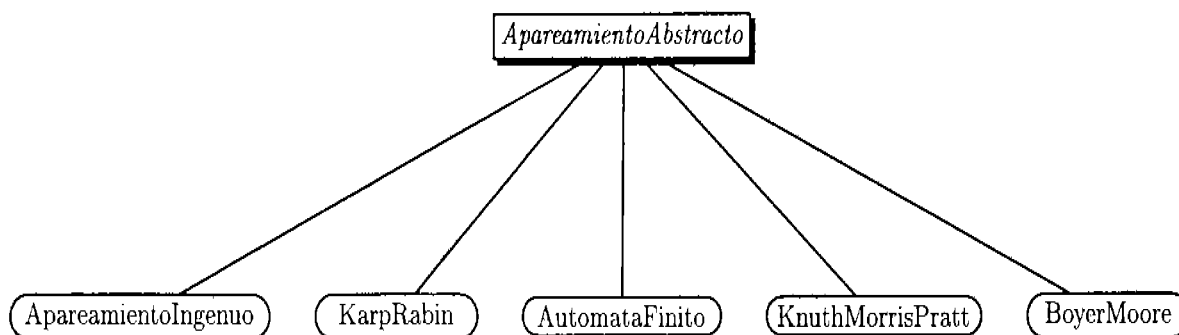 ApareamientoAbstracto
ApareamientoIngenuo
KarpRabin
AutomataFinito
KnuthMorrisPratt
BoyerMoore